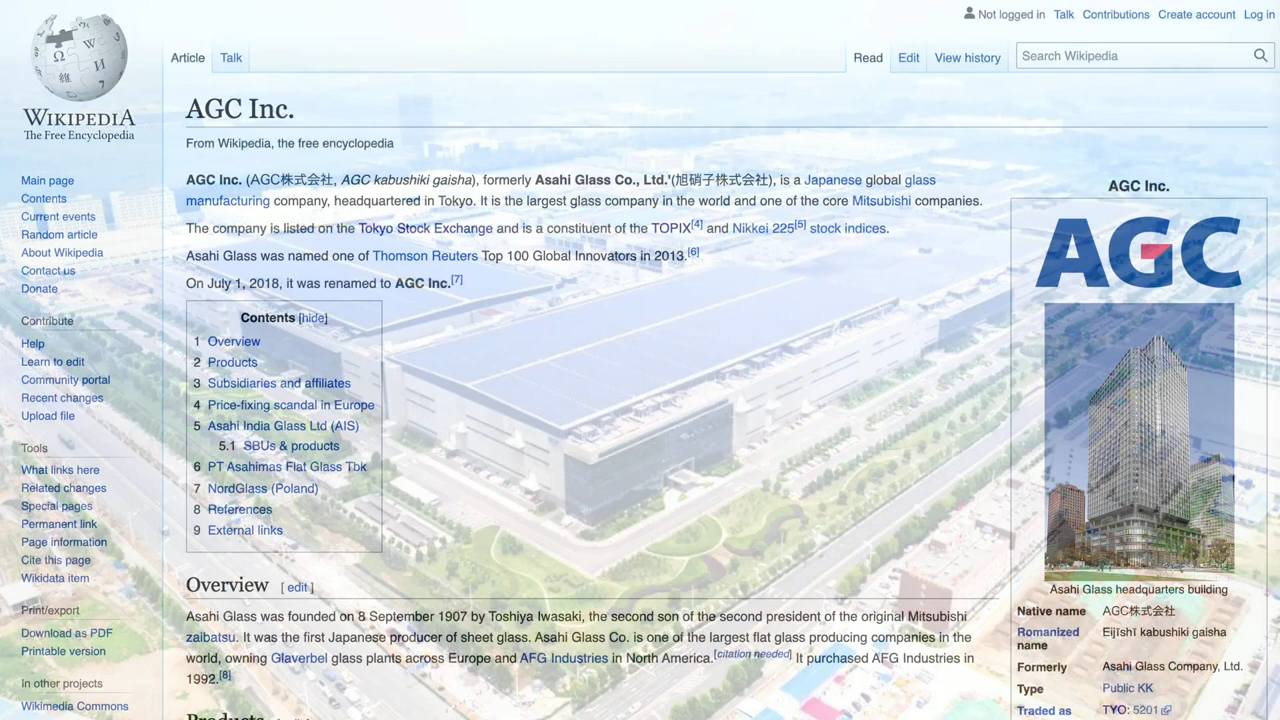 Not logged in Talk Contributions Create account Log in
Article Talk Read Edit View history Search Wikipedia
WIKIPEDIA
The Free Encyclopedia
Main page
Contents
Current events
Random article
About Wikipedia
Contact us
Donate
Contribute
Help
Learn to edit
Community portal
Recent changes
Upload file
Tools
What links here
Related changes
Special pages
Permanent link
Page information
Cite this page
Wikidata item
Print/export
Download as PDF
Printable version
In other projects
Wikimedia Commons
AGC Inc.
From Wikipedia, the free encyclopedia
AGC Inc. (AGC株式会社, AGC kabushiki gaisha), formerly Asahi Glass Co., Ltd.'(旭硝子株式会社), is a Japanese global glass
manufacturing company, headquartered in Tokyo. It is the largest glass company in the world and one of the core Mitsubishi companies.
The company is listed on the Tokyo Stock Exchange and is a constituent of the TOPIX[4] and Nikkei 225[5] stock indices.
Asahi Glass was named one of Thomson Reuters Top 100 Global Innovators in 2013.[6]
On July 1, 2018, it was renamed to AGC Inc.[7]
Contents [hide]
1 Overview
2 Products
3 Subsidiaries and affiliates
4 Price-fixing scandal in Europe
5 Asahi India Glass Ltd (AIS)
5.1 SBUs & products
6 PT Asahimas Flat Glass Tbk
7 NordGlass (Poland)
8 References
9 External links
Overview [ edit ]
Asahi Glass was founded on 8 September 1907 by Toshiya Iwasaki, the second son of the second president of the original Mitsubishi
zaibatsu. It was the first Japanese producer of sheet glass. Asahi Glass Co. is one of the largest flat glass producing companies in the
world, owning Glaverbel glass plants across Europe and AFG Industries in North America.[citation needed] It purchased AFG Industries in
1992.[8]
Products
AGC Inc.
AGC
Asahi Glass headquarters building
Native name AGC株式会社
Romanized name Eijīshī kabushiki gaisha
Formerly Asahi Glass Company, Ltd.
Type Public KK
Traded as TYO: 5201